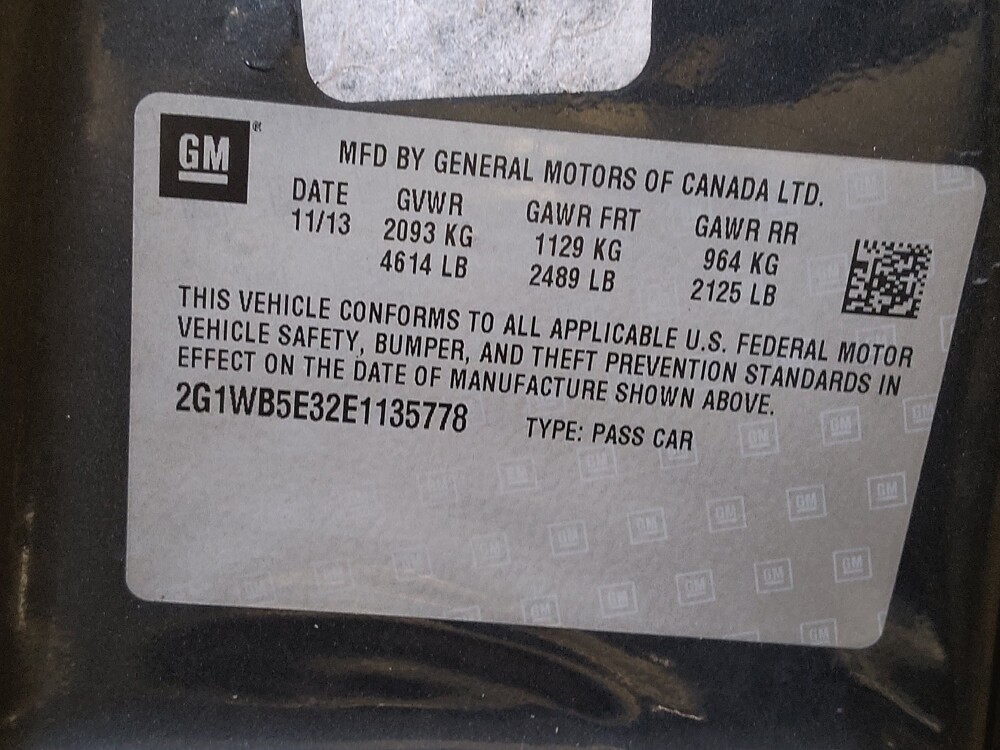 GM®
MFD BY GENERAL MOTORS OF CANADA LTD.
DATE GVWR GAWR FRT GAWR RR
11/13 2093 KG 1129 KG 964 KG
4614 LB 2489 LB 2125 LB
THIS VEHICLE CONFORMS TO ALL APPLICABLE U.S. FEDERAL MOTOR
VEHICLE SAFETY, BUMPER, AND THEFT PREVENTION STANDARDS IN
EFFECT ON THE DATE OF MANUFACTURE SHOWN ABOVE.
2G1WB5E32E1135778 TYPE: PASS CAR